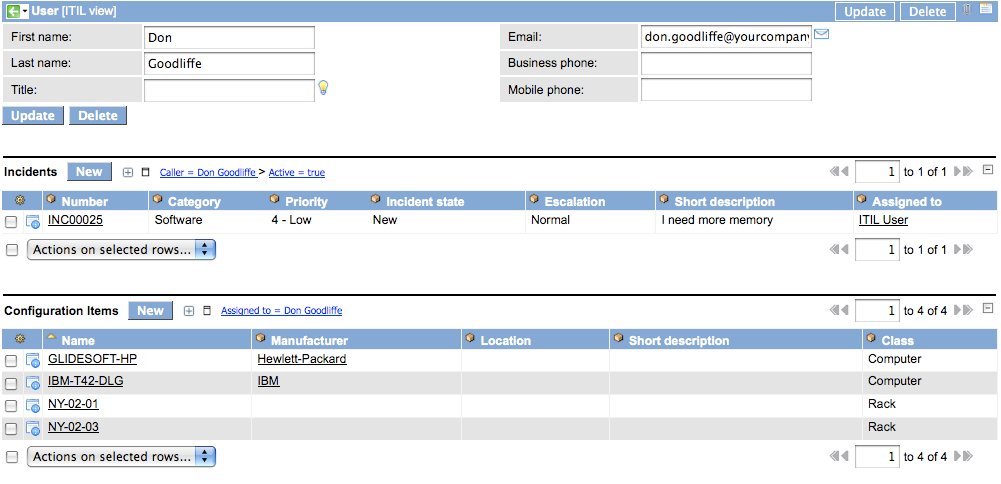 User [ITIL view] Update Delete
First name: Don Email: don.goodliffe@yourcompany
Last name: Goodliffe Business phone:
Title: Mobile phone:
Update Delete
Incidents New Caller = Don Goodliffe > Active = true 1 to 1 of 1
Number Category Priority Incident state Escalation Short description Assigned to
INC00025 Software 4 - Low New Normal I need more memory ITIL User
Actions on selected rows... 1 to 1 of 1
Configuration Items New Assigned to = Don Goodliffe 1 to 4 of 4
Name Manufacturer Location Short description Class
GLIDESOFT-HP Hewlett-Packard Computer
IBM-T42-DLG IBM Computer
NY-02-01 Rack
NY-02-03 Rack
Actions on selected rows... 1 to 4 of 4